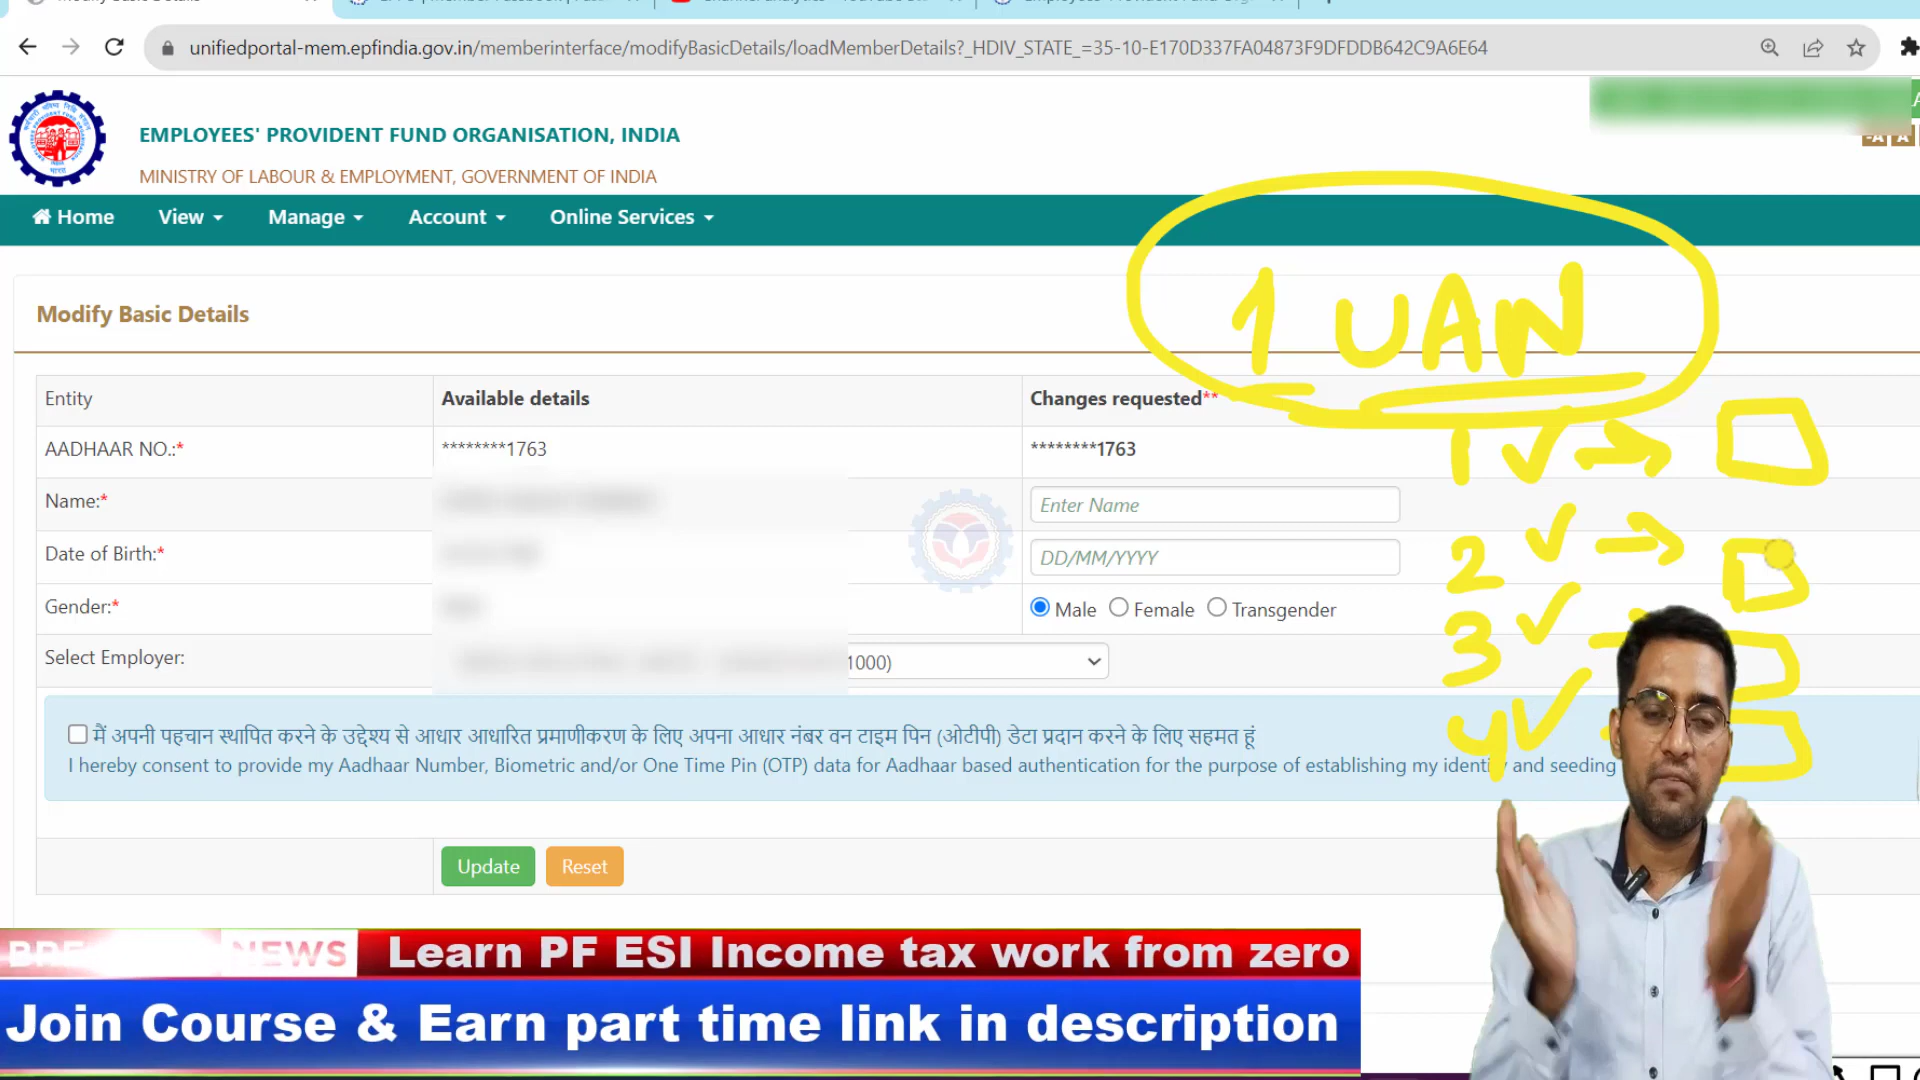 unifiedportal-mem.epfindia.gov.in/memberinterface/modifyBasicDetails/loadMemberDetails?_HDIV_STATE_=35-10-E170D337FA04873F9DFDDB642C9A6E64
EMPLOYEES' PROVIDENT FUND ORGANISATION, INDIA
MINISTRY OF LABOUR & EMPLOYMENT, GOVERNMENT OF INDIA
-A A
Home View Manage Account Online Services
1 UAN
Modify Basic Details
Entity Available details Changes requested**
AADHAAR NO.:* ********1763 ********1763
1
Name:* Enter Name
Date of Birth:* DD/MM/YYYY
2
Gender:* Male Female Transgender
3
Select Employer: 1000)
4
मैं अपनी पहचान स्थापित करने के उद्देश्य से आधार आधारित प्रमाणीकरण के लिए अपना आधार नंबर वन टाइम पिन (ओटीपी) डेटा प्रदान करने के लिए सहमत हूं
I hereby consent to provide my Aadhaar Number, Biometric and/or One Time Pin (OTP) data for Aadhaar based authentication for the purpose of establishing my identity and seeding
Update Reset
NEWS Learn PF ESI Income tax work from zero
Join Course & Earn part time link in description